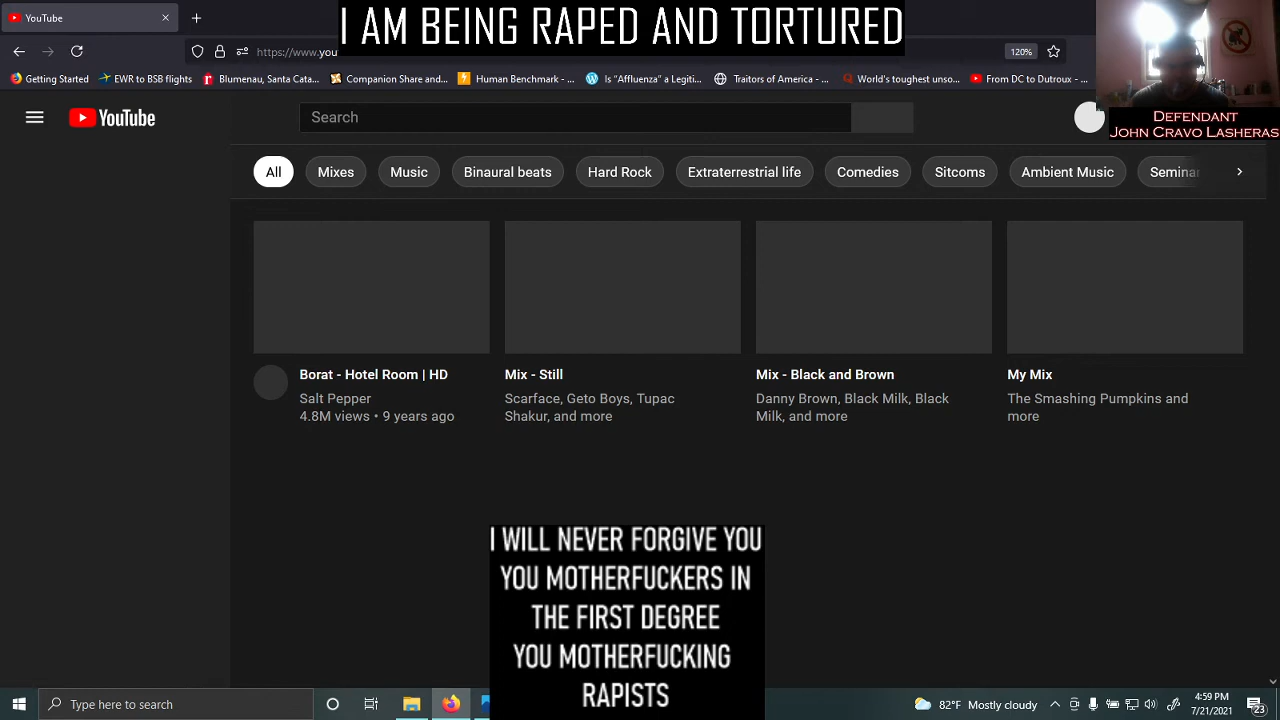 YouTube
I AM BEING RAPED AND TORTURED
https://www.you
120%
Getting Started
EWR to BSB flights
Blumenau, Santa Cata...
Companion Share and...
Human Benchmark - ...
Is "Affluenza" a Legiti...
Traitors of America - ...
World's toughest unso...
From DC to Dutroux - ...
DEFENDANT
JOHN CRAVO LASHERAS
YouTube
Search
All
Mixes
Music
Binaural beats
Hard Rock
Extraterrestrial life
Comedies
Sitcoms
Ambient Music
Seminar
Borat - Hotel Room | HD
Salt Pepper
4.8M views • 9 years ago
Mix - Still
Scarface, Geto Boys, Tupac
Shakur, and more
Mix - Black and Brown
Danny Brown, Black Milk, Black
Milk, and more
My Mix
The Smashing Pumpkins and
more
I WILL NEVER FORGIVE YOU
YOU MOTHERFUCKERS IN
THE FIRST DEGREE
YOU MOTHERFUCKING
RAPISTS
Type here to search
82°F Mostly cloudy
4:59 PM
7/21/2021
23